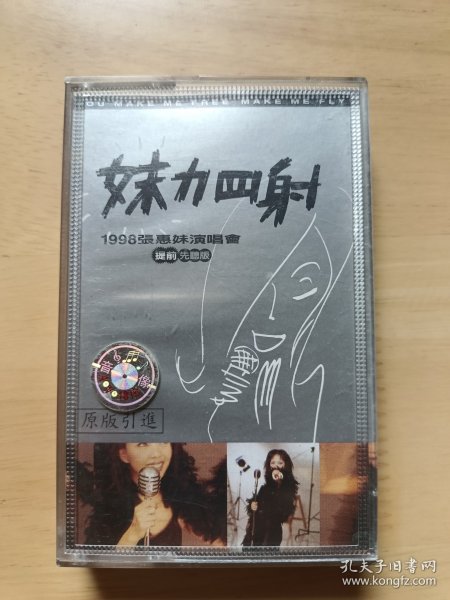 OU MAKE ME FREE MAKE ME FLY
妹力四射
1998張惠妹演唱會
提前 先聽版
音像
原版引進
孔夫子旧书网
www.kongfz.com